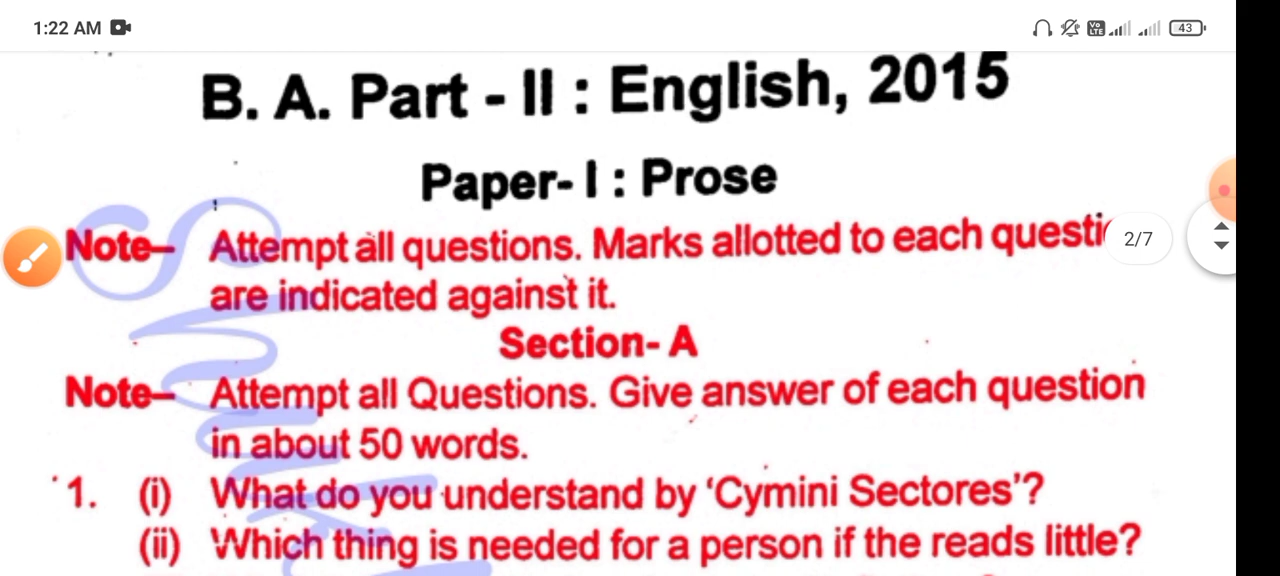 1:22 AM
Vo LTE
43
B. A. Part - II : English, 2015
Paper- I : Prose
Note– Attempt all questions. Marks allotted to each questi
2/7
are indicated against it.
Section- A
Note– Attempt all Questions. Give answer of each question
in about 50 words.
1. (i) What do you understand by ‘Cymini Sectores’?
(ii) Which thing is needed for a person if the reads little?